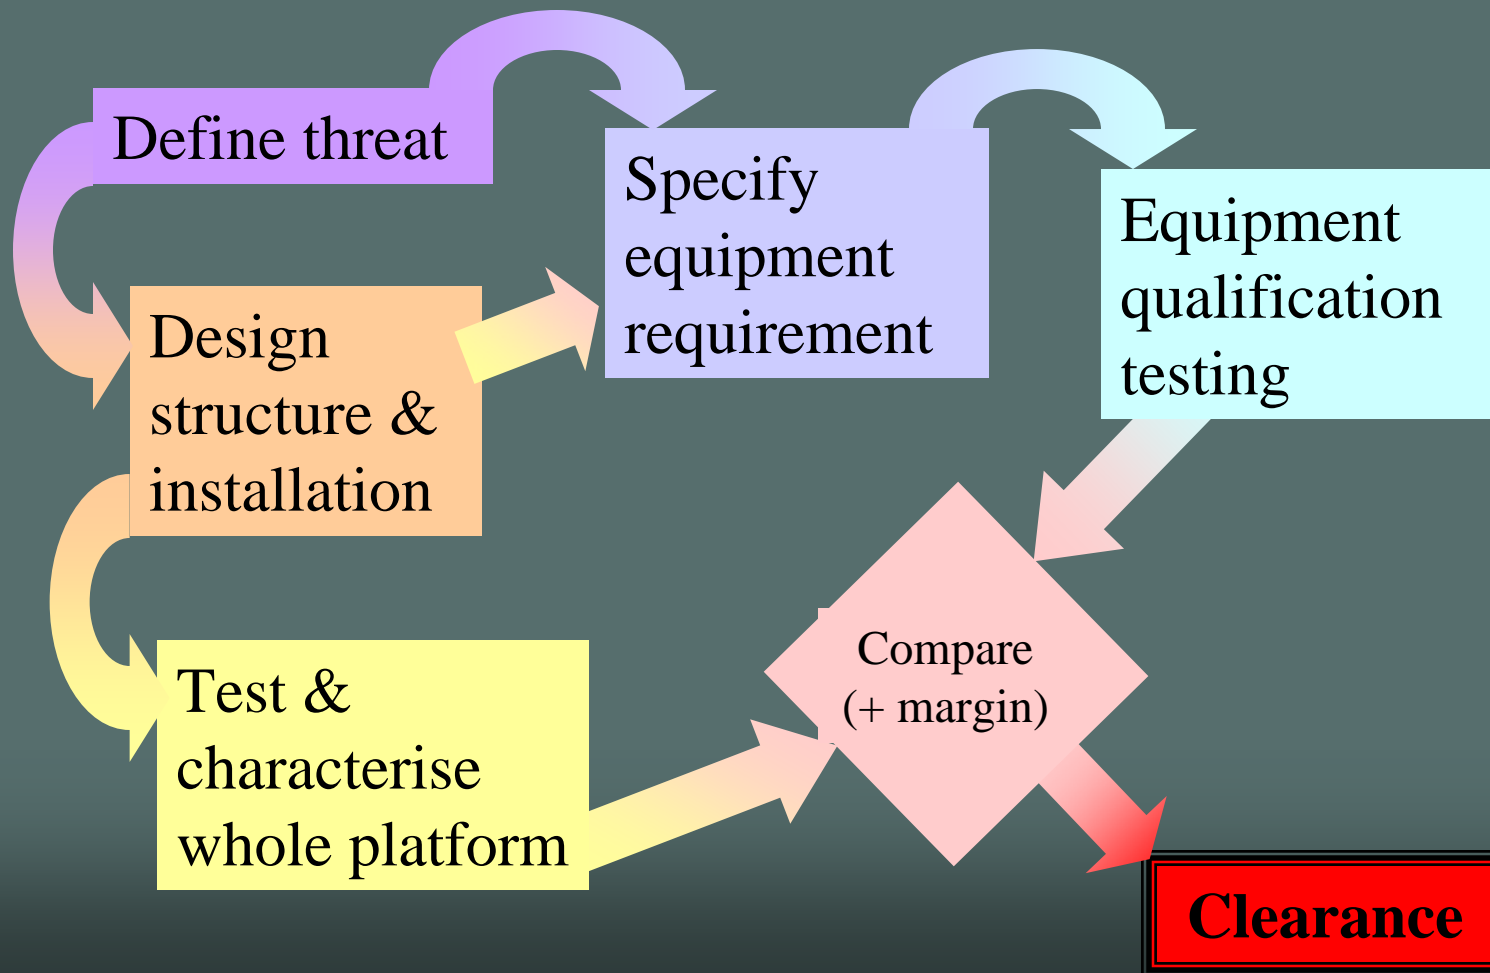 Define threat
Specify
equipment
requirement
Equipment
qualification
testing
Design
structure &
installation
Test &
characterise
whole platform
Compare
(+ margin)
Clearance